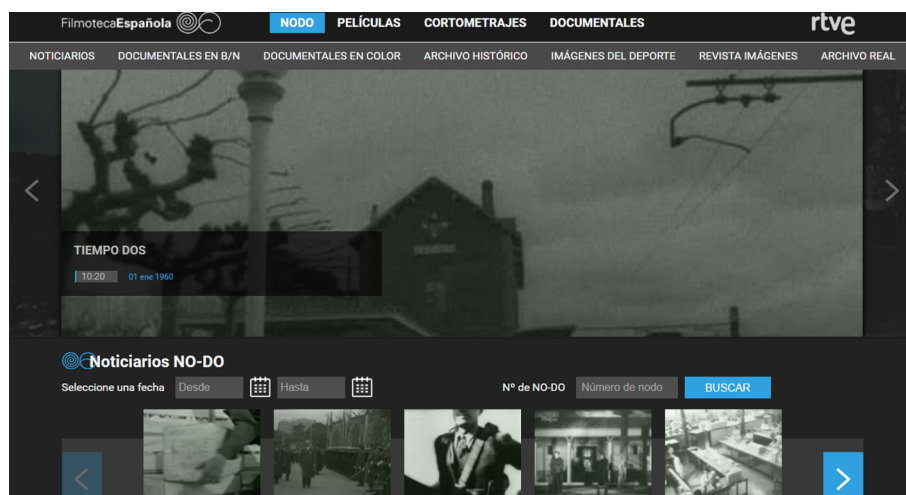 FilmotecaEspañola NODO PELÍCULAS CORTOMETRAJES DOCUMENTALES rtve
NOTICIARIOS DOCUMENTALES EN B/N DOCUMENTALES EN COLOR ARCHIVO HISTÓRICO IMÁGENES DEL DEPORTE REVISTA IMÁGENES ARCHIVO REAL
TIEMPO DOS
10:20 01 ene 1960
Noticiarios NO-DO
Seleccione una fecha Desde Hasta Nº de NO-DO Número de nodo BUSCAR